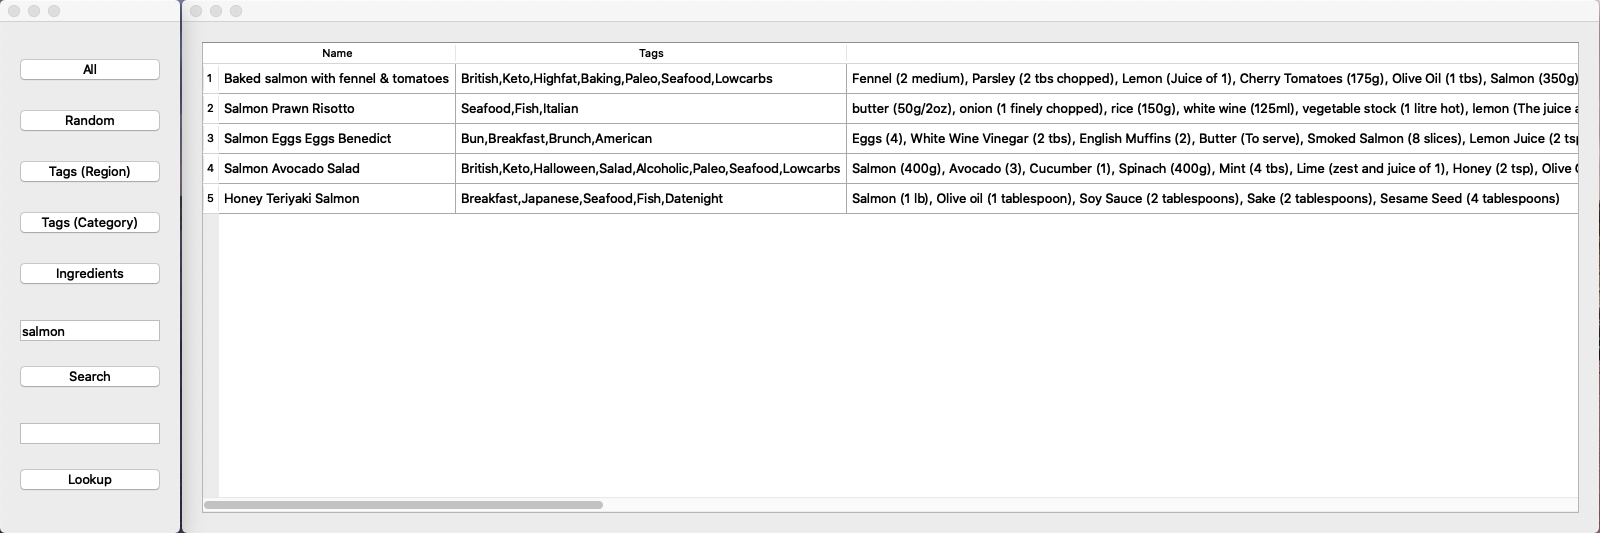 All
Random
Tags (Region)
Tags (Category)
Ingredients
salmon
Search
Lookup
Name Tags
1 Baked salmon with fennel & tomatoes British,Keto,Highfat,Baking,Paleo,Seafood,Lowcarbs Fennel (2 medium), Parsley (2 tbs chopped), Lemon (Juice of 1), Cherry Tomatoes (175g), Olive Oil (1 tbs), Salmon (350g)
2 Salmon Prawn Risotto Seafood,Fish,Italian butter (50g/2oz), onion (1 finely chopped), rice (150g), white wine (125ml), vegetable stock (1 litre hot), lemon (The juice
3 Salmon Eggs Eggs Benedict Bun,Breakfast,Brunch,American Eggs (4), White Wine Vinegar (2 tbs), English Muffins (2), Butter (To serve), Smoked Salmon (8 slices), Lemon Juice (2
4 Salmon Avocado Salad British,Keto,Halloween,Salad,Alcoholic,Paleo,Seafood,Lowcarbs Salmon (400g), Avocado (3), Cucumber (1), Spinach (400g), Mint (4 tbs), Lime (zest and juice of 1), Honey (2 tsp), Olive
5 Honey Teriyaki Salmon Breakfast,Japanese,Seafood,Fish,Datenight Salmon (1 lb), Olive oil (1 tablespoon), Soy Sauce (2 tablespoons), Sake (2 tablespoons), Sesame Seed (4 tablespoons)